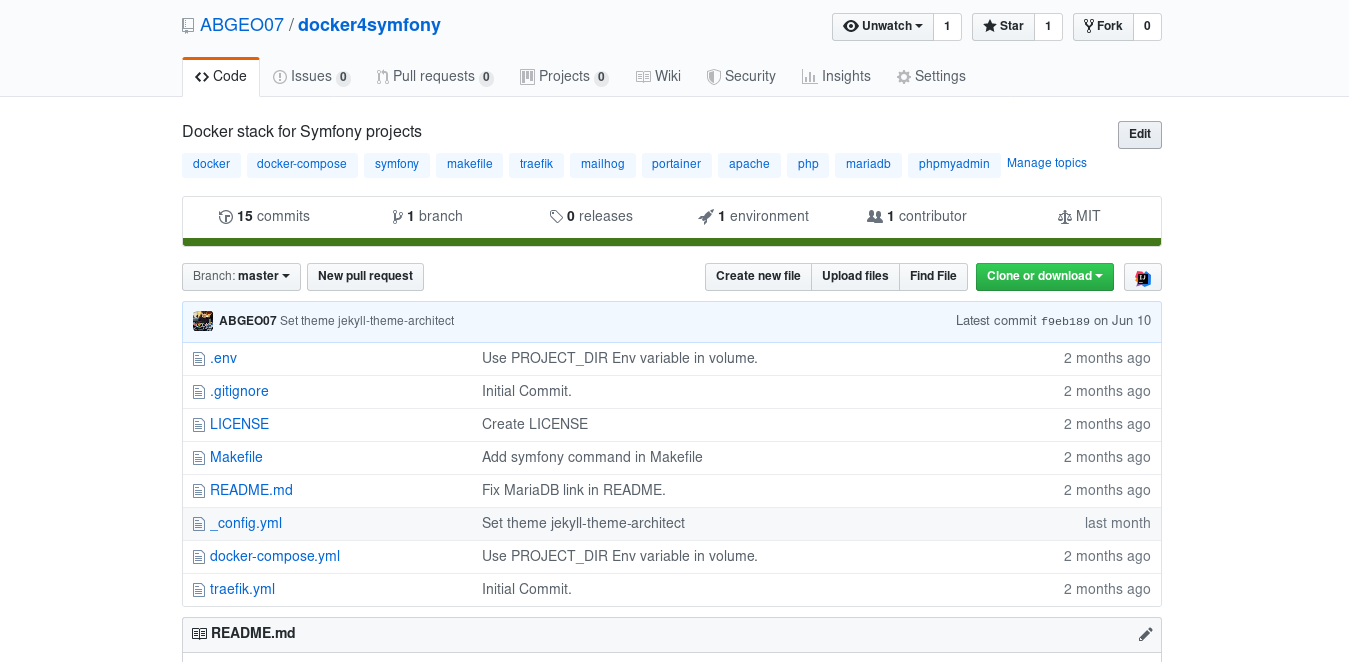 ABGEO07 / docker4symfony Unwatch 1 Star 1 Fork 0
Code Issues 0 Pull requests 0 Projects 0 Wiki Security Insights Settings
Docker stack for Symfony projects Edit
docker docker-compose symfony makefile traefik mailhog portainer apache php mariadb phpmyadmin Manage topics
15 commits 1 branch 0 releases 1 environment 1 contributor MIT
Branch: master New pull request Create new file Upload files Find File Clone or download
ABGEO07 Set theme jekyll-theme-architect Latest commit f9eb189 on Jun 10
.env Use PROJECT_DIR Env variable in volume. 2 months ago
.gitignore Initial Commit. 2 months ago
LICENSE Create LICENSE 2 months ago
Makefile Add symfony command in Makefile 2 months ago
README.md Fix MariaDB link in README. 2 months ago
_config.yml Set theme jekyll-theme-architect last month
docker-compose.yml Use PROJECT_DIR Env variable in volume. 2 months ago
traefik.yml Initial Commit. 2 months ago
README.md